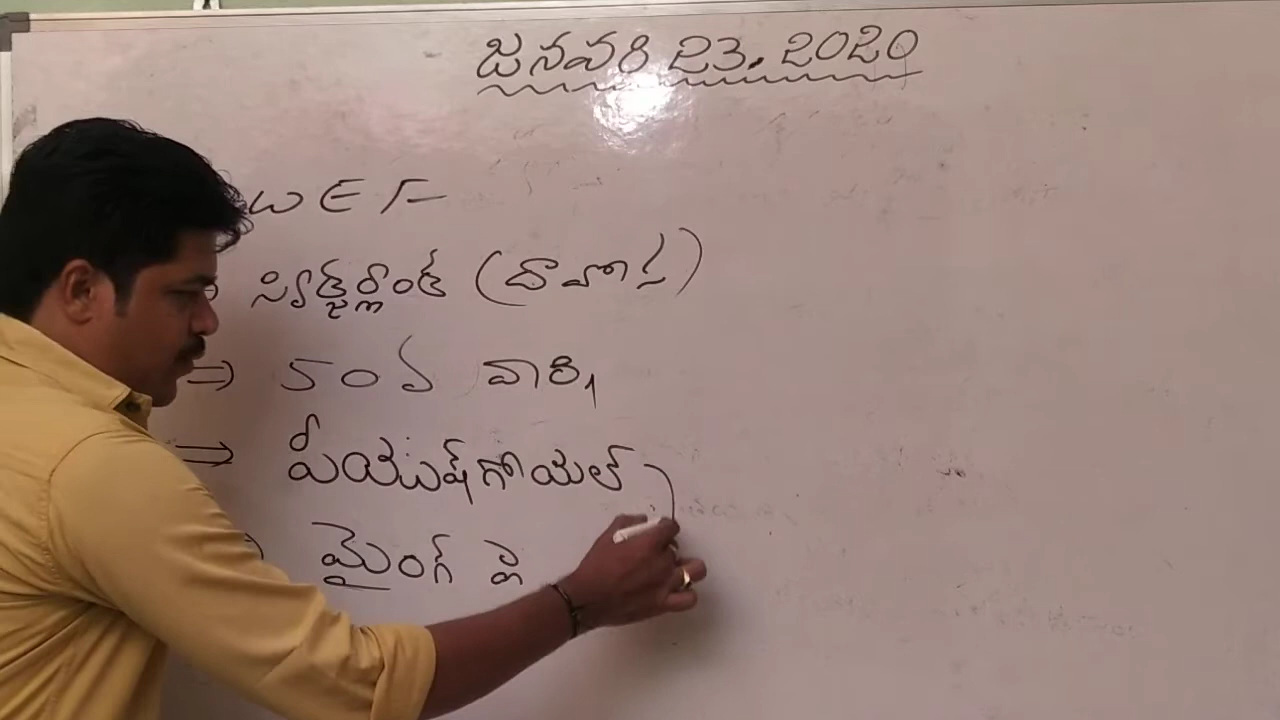 జనవరి 23, 2020
WEF
స్విట్జర్లాండ్ (దావోస్)
⇒ 50వ వారి,
⇒ పీయూష్ గోయల్
మైంగ్ హ్లా